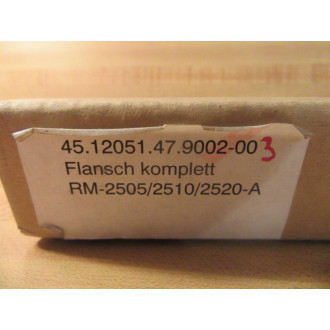 45.12051.47.9002-003
Flansch komplett
RM-2505/2510/2520-A